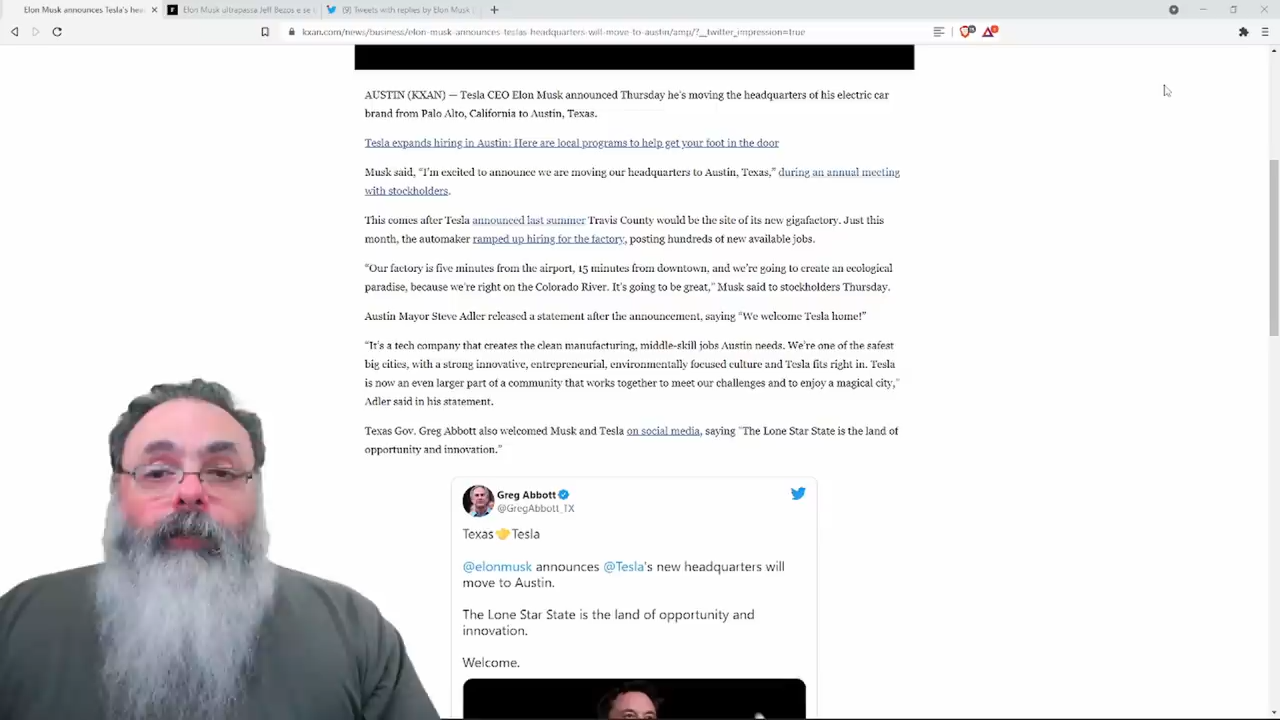 Elon Musk announces Tesla's hea
Elon Musk ultrapassa Jeff Bezos e se
(9) Tweets with replies by Elon Musk
kxan.com/news/business/elon-musk-announces-teslas-headquarters-will-move-to-austin/amp/?__twitter_impression=true
AUSTIN (KXAN) — Tesla CEO Elon Musk announced Thursday he's moving the headquarters of his electric car
brand from Palo Alto, California to Austin, Texas.
Tesla expands hiring in Austin: Here are local programs to help get your foot in the door
Musk said, “I'm excited to announce we are moving our headquarters to Austin, Texas,” during an annual meeting
with stockholders.
This comes after Tesla announced last summer Travis County would be the site of its new gigafactory. Just this
month, the automaker ramped up hiring for the factory, posting hundreds of new available jobs.
“Our factory is five minutes from the airport, 15 minutes from downtown, and we're going to create an ecological
paradise, because we're right on the Colorado River. It's going to be great,” Musk said to stockholders Thursday.
Austin Mayor Steve Adler released a statement after the announcement, saying “We welcome Tesla home!”
“It's a tech company that creates the clean manufacturing, middle-skill jobs Austin needs. We're one of the safest
big cities, with a strong innovative, entrepreneurial, environmentally focused culture and Tesla fits right in. Tesla
is now an even larger part of a community that works together to meet our challenges and to enjoy a magical city,”
Adler said in his statement.
Texas Gov. Greg Abbott also welcomed Musk and Tesla on social media, saying “The Lone Star State is the land of
opportunity and innovation.”
Greg Abbott
@GregAbbott_TX
Texas🤝Tesla
@elonmusk announces @Tesla's new headquarters will
move to Austin.
The Lone Star State is the land of opportunity and
innovation.
Welcome.